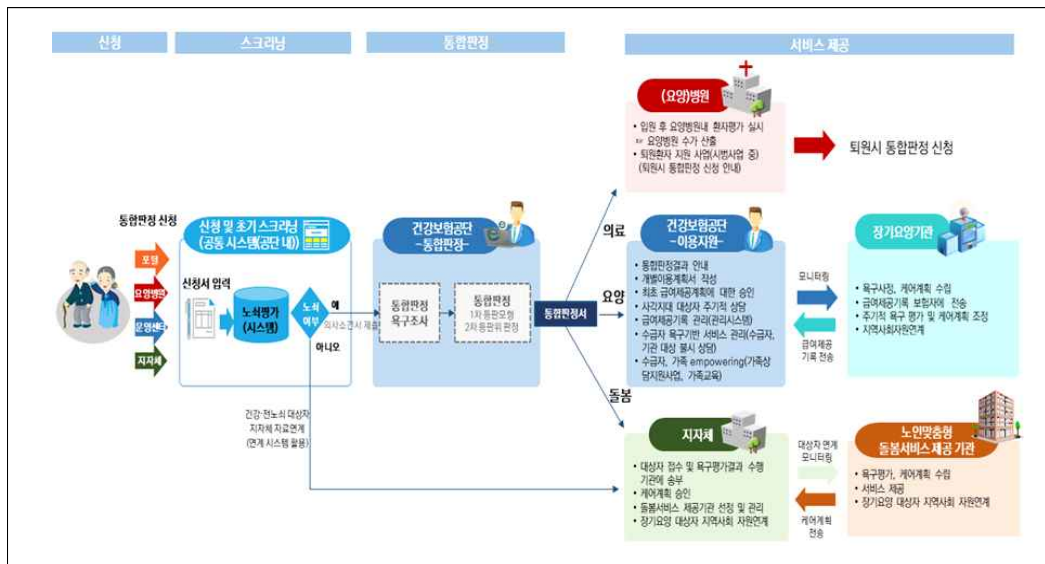 신청
스크리닝
통합판정
서비스 제공
(요양)병원
• 입원 후 요양병원내 환자평가 실시
☞ 요양병원 수가 산출
• 퇴원환자 지원 사업(시범사업 중)
(퇴원시 통합판정 신청 안내)
퇴원시 통합판정 신청
통합판정 신청
포털
요양병원
운영센터
지자체
신청 및 초기 스크리닝
(공통 시스템(공단 내))
신청서 입력
노쇠평가
(시스템)
노쇠
여부
예
의사소견서 제출
아니오
건강보험공단
-통합판정-
통합판정
욕구조사
통합판정
1차 등판모형
2차 등판위 판정
통합판정서
의료
요양
돌봄
건강보험공단
-이용지원-
• 통합판정결과 안내
• 개별이용계획서 작성
• 최초 급여제공계획에 대한 승인
• 사각지대 대상자 주기적 상담
• 급여제공기록 관리(관리시스템)
• 수급자 욕구기반 서비스 관리(수급자,
기관 대상 불시 상담)
• 수급자, 가족 empowering(가족상
담지원사업, 가족교육)
모니터링
급여제공
기록 전송
장기요양기관
• 욕구사정, 케어계획 수립
• 급여제공기록 보험자에 전송
• 주기적 욕구 평가 및 케어계획 조정
• 지역사회자원연계
건강·전노쇠 대상자
지자체 자료연계
(연계 시스템 활용)
지자체
• 대상자 접수 및 욕구평가결과 수행
기관에 송부
• 케어계획 승인
• 돌봄서비스 제공기관 선정 및 관리
• 장기요양 대상자 지역사회 자원연계
대상자 연계
모니터링
케어계획
전송
노인맞춤형
돌봄서비스 제공 기관
• 욕구평가, 케어계획 수립
• 서비스 제공
• 장기요양 대상자 지역사회 자원연계